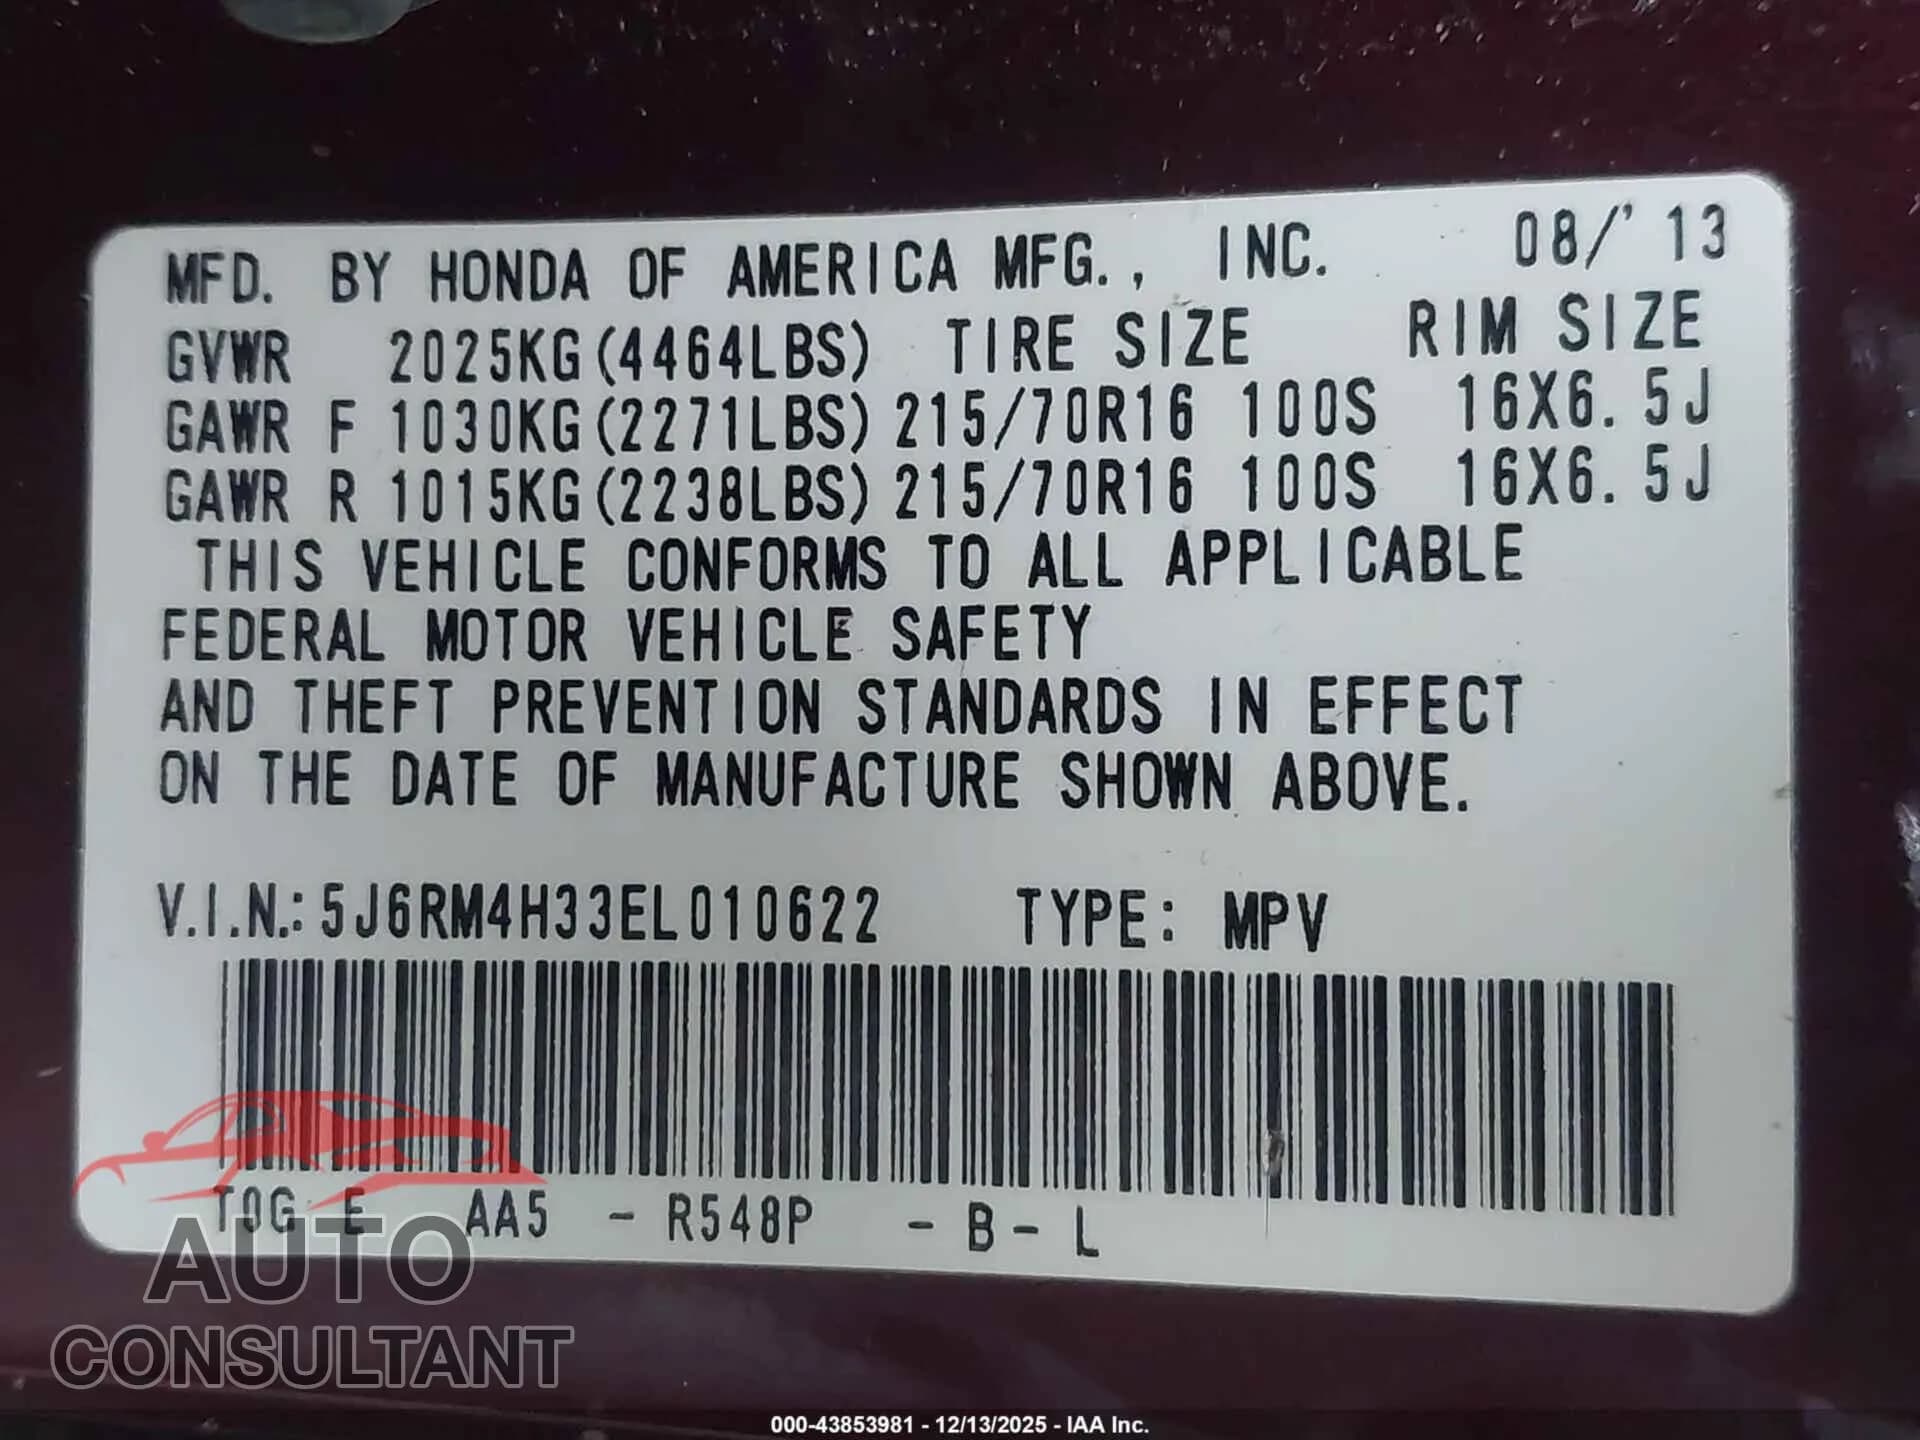 MFD. BY HONDA OF AMERICA MFG., INC. 08/'13
GVWR 2025KG(4464LBS) TIRE SIZE RIM SIZE
GAWR F 1030KG(2271LBS) 215/70R16 100S 16X6.5J
GAWR R 1015KG(2238LBS) 215/70R16 100S 16X6.5J
THIS VEHICLE CONFORMS TO ALL APPLICABLE
FEDERAL MOTOR VEHICLE SAFETY
AND THEFT PREVENTION STANDARDS IN EFFECT
ON THE DATE OF MANUFACTURE SHOWN ABOVE.
V.I.N.: 5J6RM4H33EL010622 TYPE: MPV
T0G E AA5 - R548P - B - L
AUTO
CONSULTANT
000-43853981 - 12/13/2025 - IAA Inc.